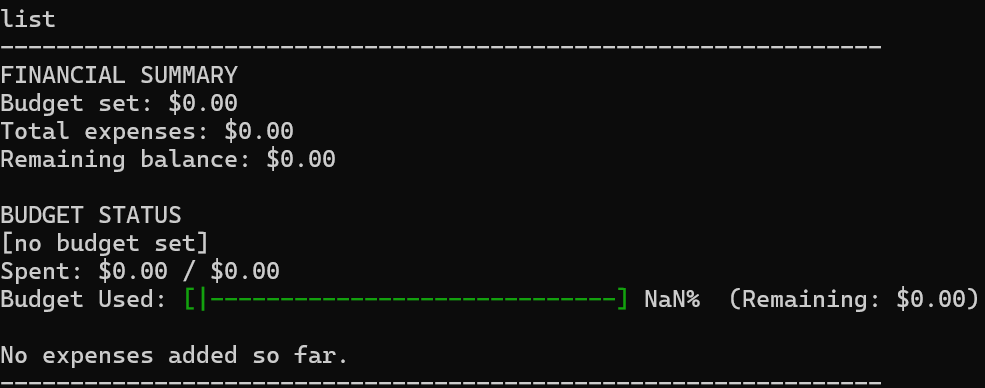 list
---------------------------------------------------------------
FINANCIAL SUMMARY
Budget set: $0.00
Total expenses: $0.00
Remaining balance: $0.00
BUDGET STATUS
[no budget set]
Spent: $0.00 / $0.00
Budget Used: [|-----------------------------] NaN%  (Remaining: $0.00)
No expenses added so far.
---------------------------------------------------------------